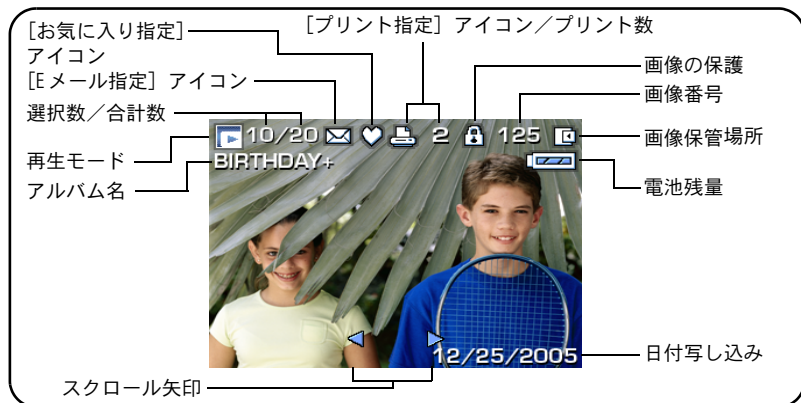 [お気に入り指定]
アイコン
[Eメール指定] アイコン
選択数／合計数
再生モード
アルバム名
[プリント指定] アイコン／プリント数
画像の保護
画像番号
画像保管場所
電池残量
10/20 2 125
BIRTHDAY+
12/25/2005
日付写し込み
スクロール矢印